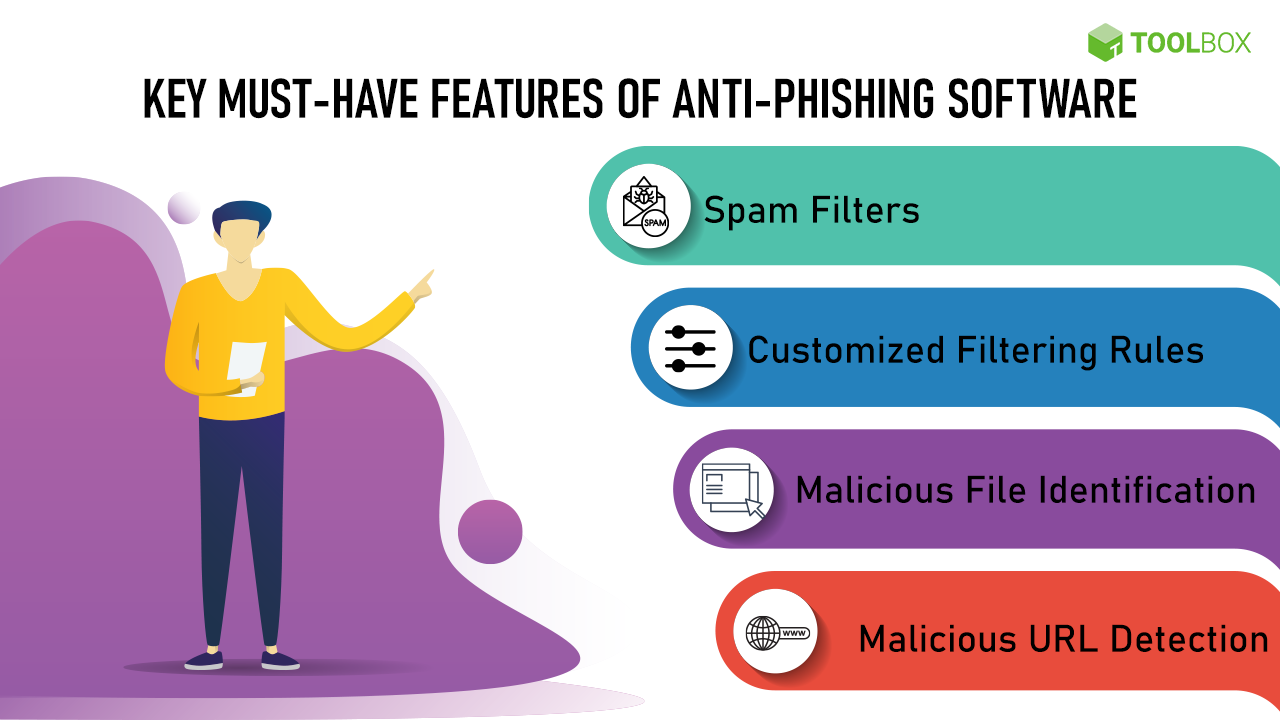 TOOLBOX
KEY MUST-HAVE FEATURES OF ANTI-PHISHING SOFTWARE
SPAM
Spam Filters
Customized Filtering Rules
Malicious File Identification
www
Malicious URL Detection